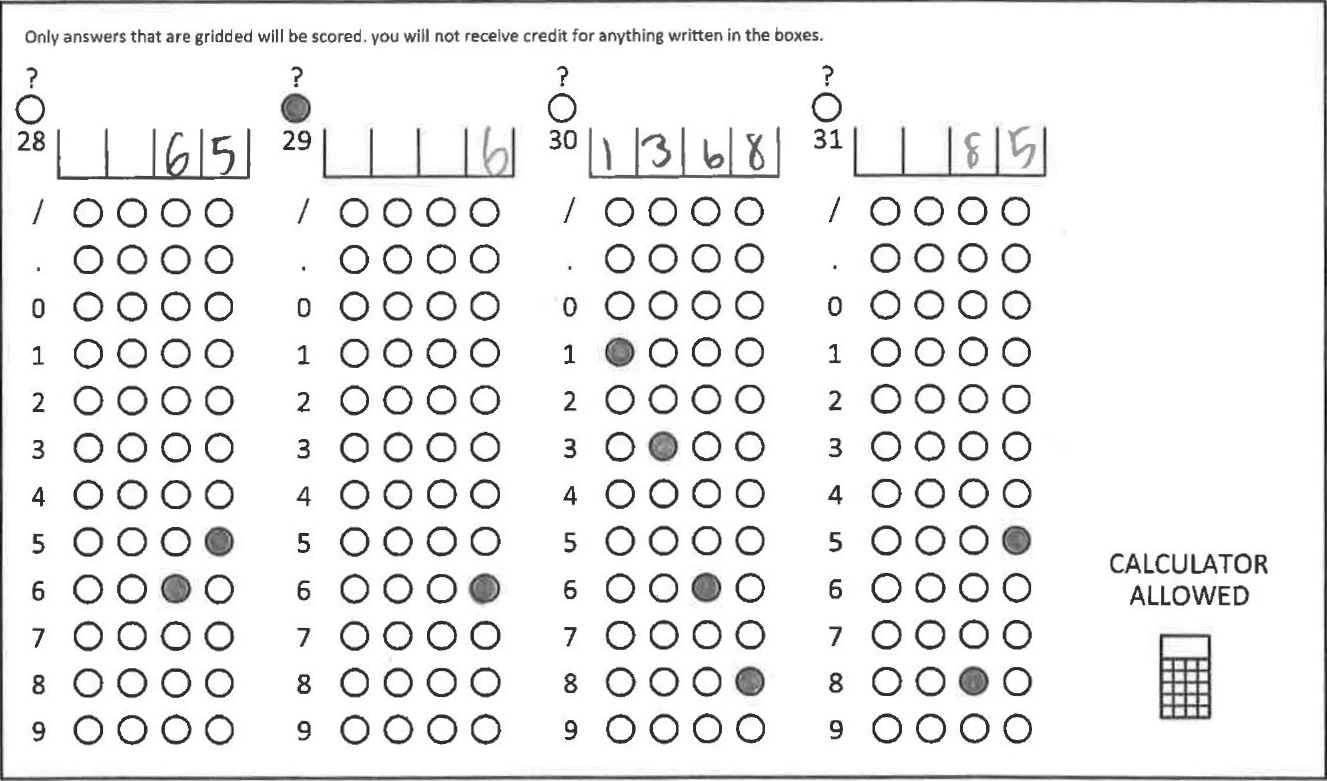 Only answers that are gridded will be scored. you will not receive credit for anything written in the boxes.
? ? ? ?
28 6 5 29 6 30 1 3 6 8 31 8 5
/ / / /
. . . .
0 0 0 0
1 1 1 1
2 2 2 2
3 3 3 3
4 4 4 4
5 5 5 5
6 6 6 6
7 7 7 7
8 8 8 8
9 9 9 9
CALCULATOR
ALLOWED